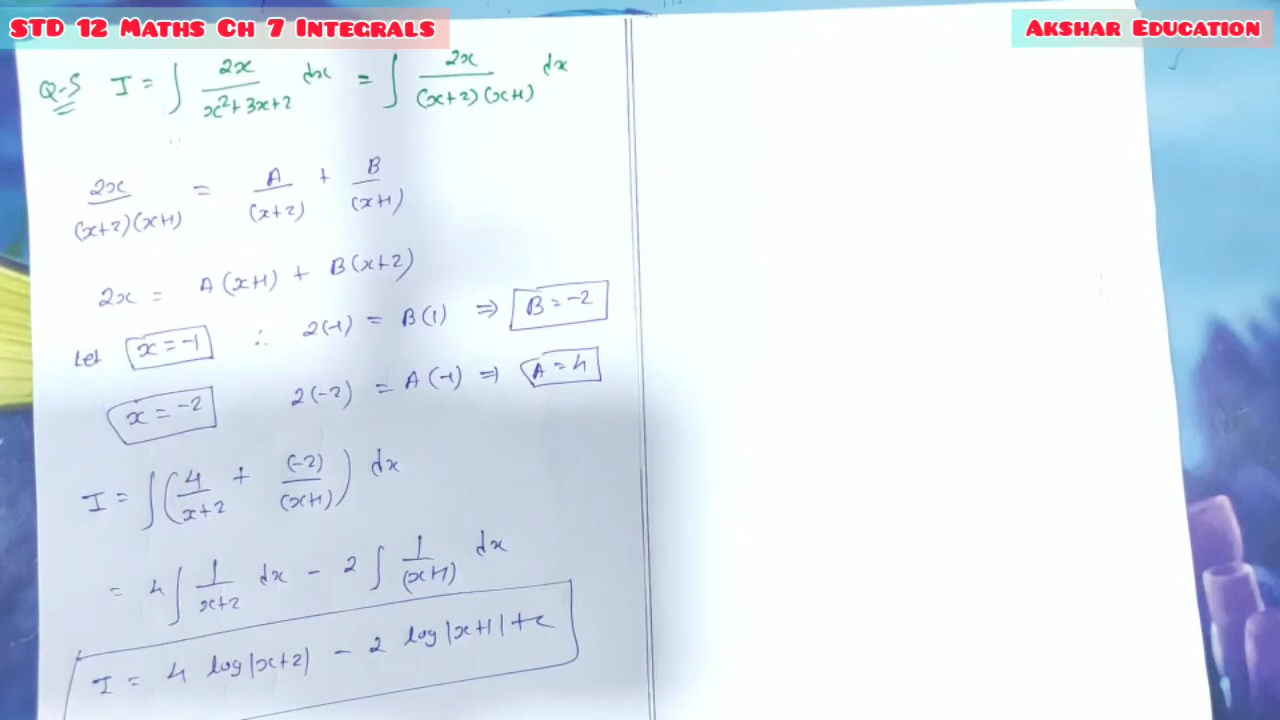 STD 12 Maths Ch 7 Integrals
Akshar Education
Q-5 I = ∫ 2x/(x²+3x+2) dx = ∫ 2x/((x+2)(x+1)) dx
2x/((x+2)(x+1)) = A/(x+2) + B/(x+1)
2x = A(x+1) + B(x+2)
Let x = -1 ∴ 2(-1) = B(1) ⇒ B = -2
x = -2 2(-2) = A(-1) ⇒ A = 4
I = ∫(4/(x+2) + (-2)/(x+1)) dx
= 4∫ 1/(x+2) dx - 2∫ 1/(x+1) dx
I = 4 log|x+2| - 2 log|x+1| + c